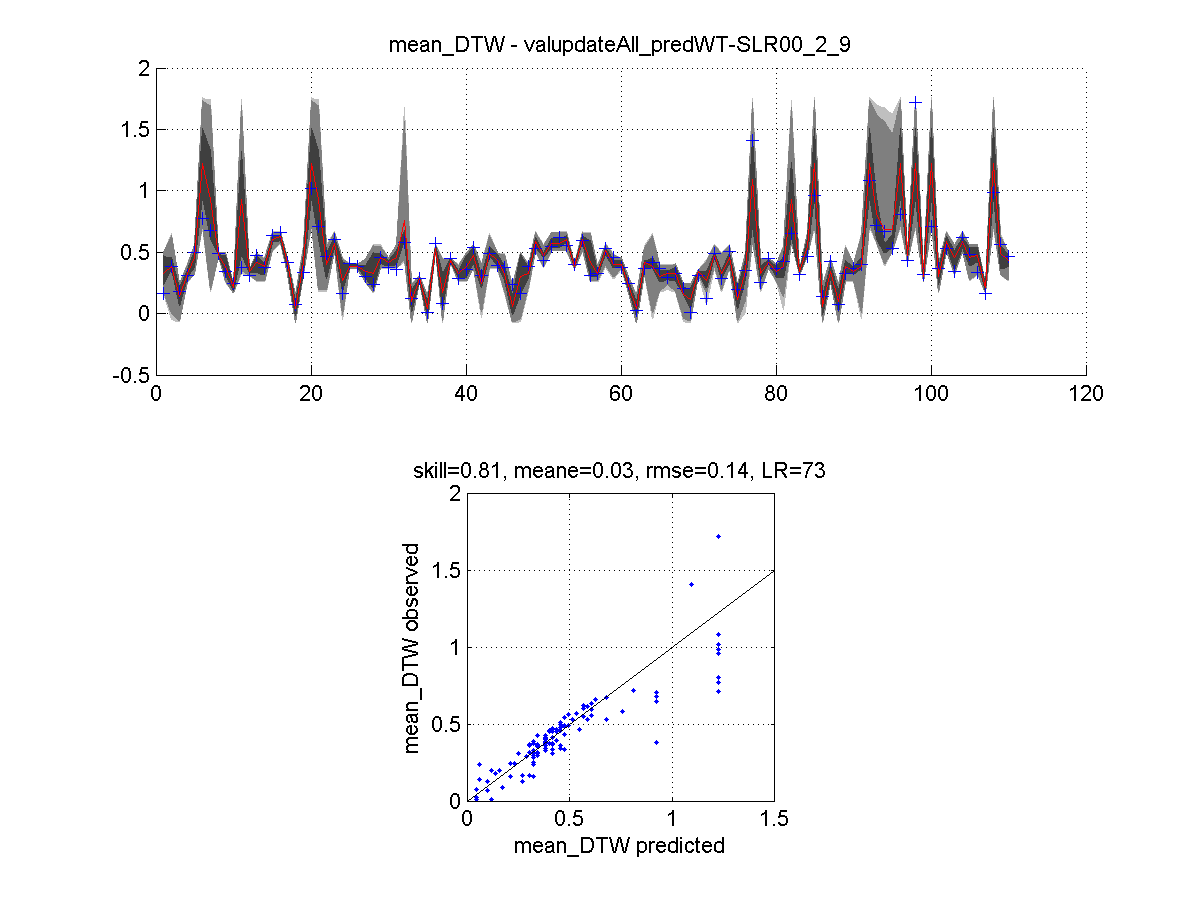 mean_DTW - valupdateAll_predWT-SLR00_2_9
2
1.5
1
0.5
0
-0.5
0 20 40 60 80 100 120
skill=0.81, meane=0.03, rmse=0.14, LR=73
mean_DTW observed
2
1.5
1
0.5
0
0 0.5 1 1.5
mean_DTW predicted